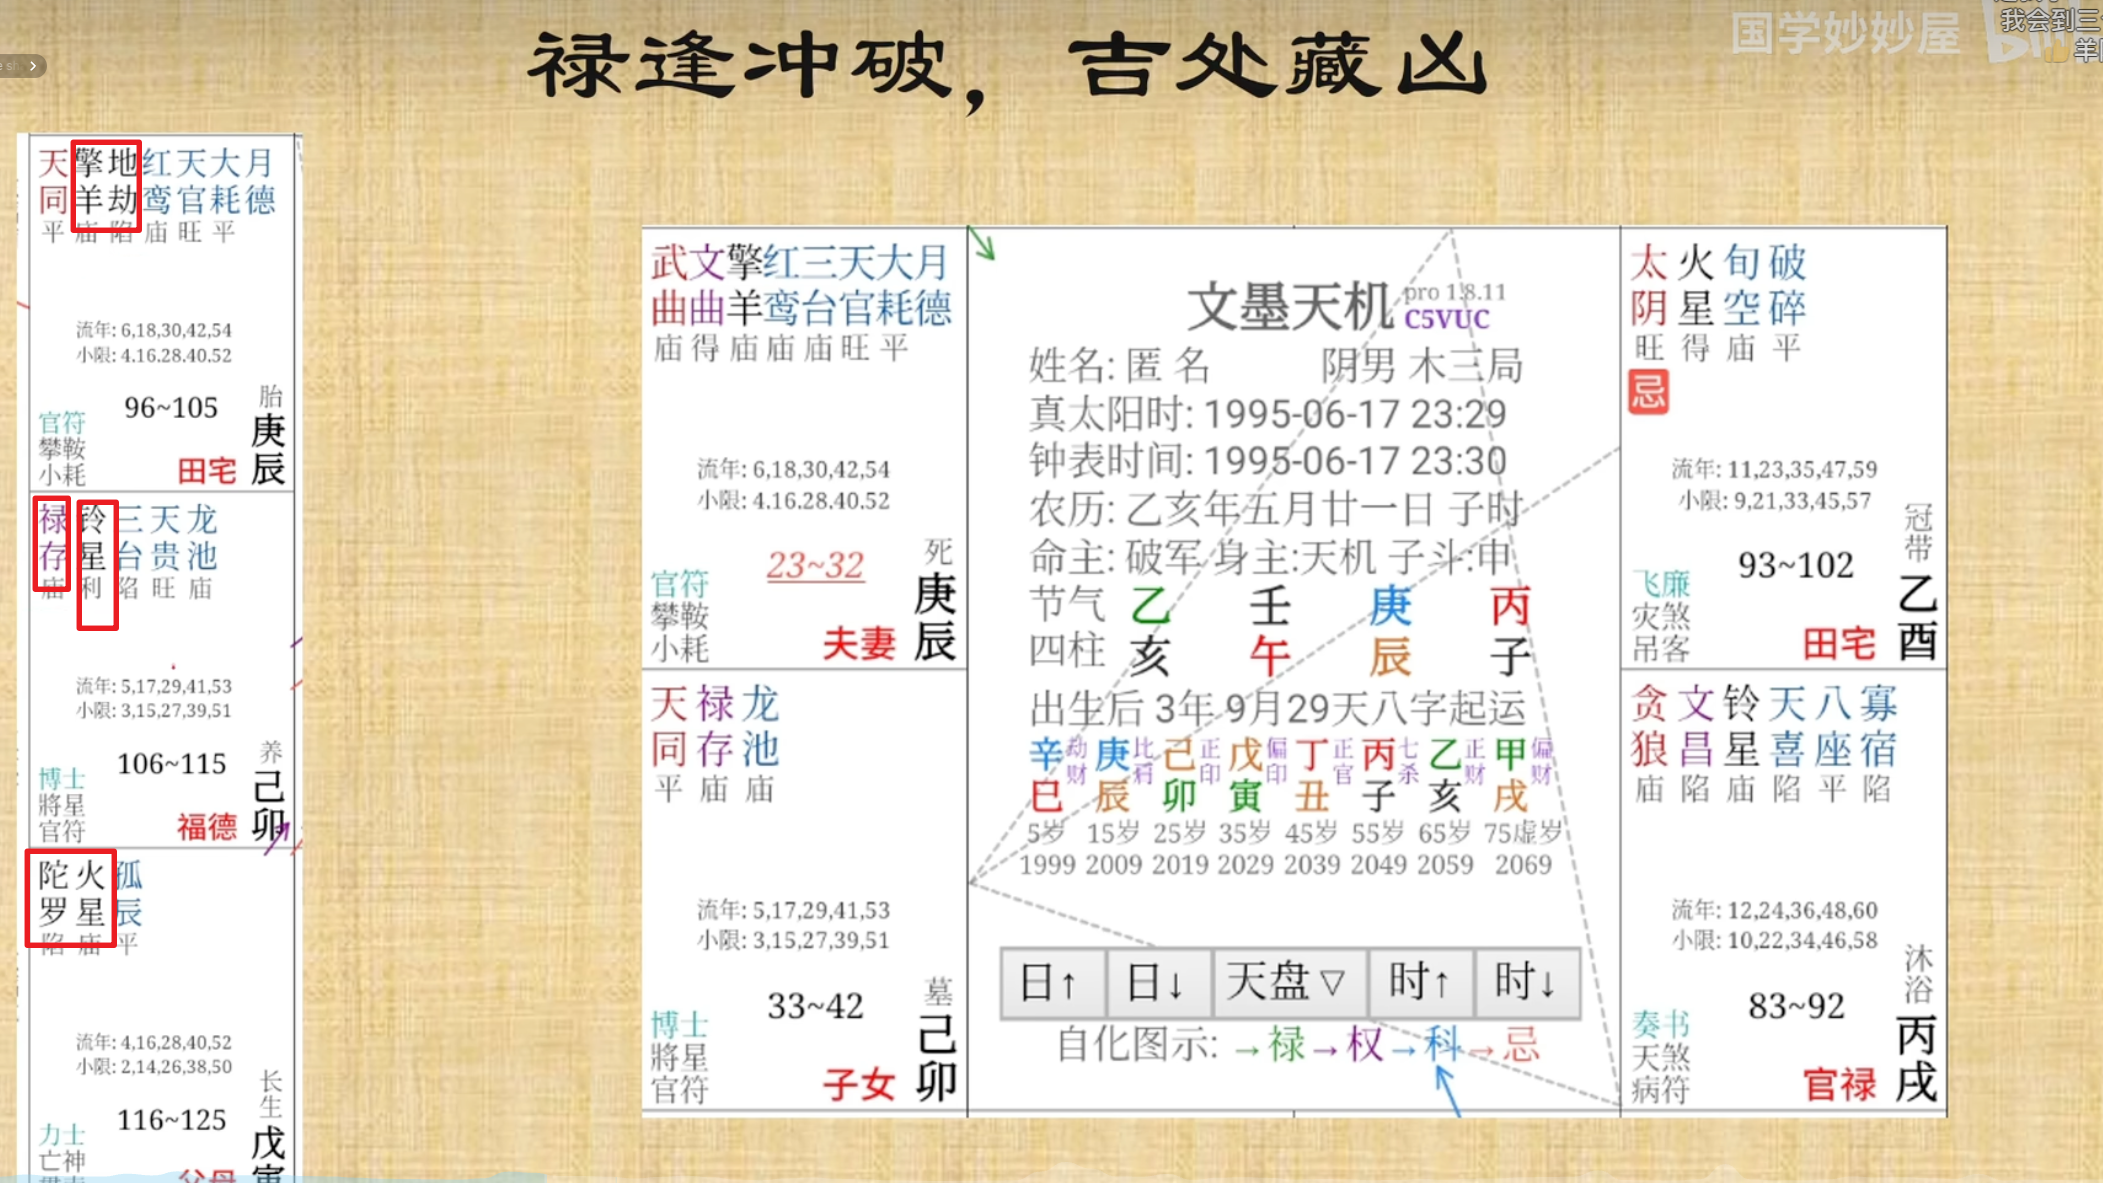 禄逢冲破，吉处藏凶
国学妙妙屋
我会到三
天擎地红天大月
同羊劫鸾官耗德
平庙陷庙旺平
流年: 6,18,30,42,54
小限: 4.16.28.40.52
96~105
胎
官符
攀鞍
小耗
田宅
庚辰
禄铃三天龙
存星台贵池
庙利陷旺庙
流年: 5,17,29,41,53
小限: 3,15,27,39,51
106~115
养
博士
將星
官符
福德
己卯
陀火孤
罗星辰
陷庙平
流年: 4,16,28,40,52
小限: 2,14,26,38,50
116~125
长生
力士
亡神
父母
戊寅
武文擎红三天大月
曲曲羊鸾台官耗德
庙得庙庙庙旺平
流年: 6,18,30,42,54
小限: 4.16.28.40.52
23~32
死
官符
攀鞍
小耗
夫妻
庚辰
天禄龙
同存池
平庙庙
流年: 5,17,29,41,53
小限: 3,15,27,39,51
33~42
墓
博士
將星
官符
子女
己卯
文墨天机 pro 1.8.11
C5VUC
姓名: 匿名 阴男 木三局
真太阳时: 1995-06-17 23:29
钟表时间: 1995-06-17 23:30
农历: 乙亥年五月廿一日 子时
命主: 破军 身主:天机 子斗:申
节气 乙 壬 庚 丙
四柱 亥 午 辰 子
出生后 3年 9月29天八字起运
辛劫财 庚比肩 己正印 戊偏印 丁正官 丙七杀 乙正财 甲偏财
巳 辰 卯 寅 丑 子 亥 戌
5岁 15岁 25岁 35岁 45岁 55岁 65岁 75虚岁
1999 2009 2019 2029 2039 2049 2059 2069
日↑ 日↓ 天盘▽ 时↑ 时↓
自化图示: →禄→权→科→忌
太火旬破
阴星空碎
旺得庙平
忌
流年: 11,23,35,47,59
小限: 9,21,33,45,57
93~102
冠带
飞廉
灾煞
吊客
田宅
乙酉
贪文铃天八寡
狼昌星喜座宿
庙陷庙陷平陷
流年: 12,24,36,48,60
小限: 10,22,34,46,58
83~92
沐浴
奏书
天煞
病符
官禄
丙戌